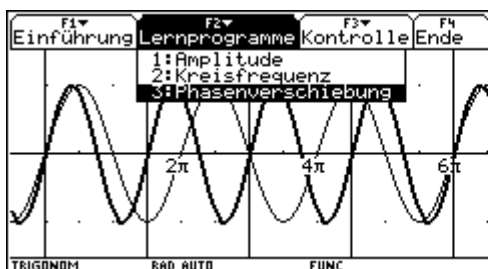 F1▼ F2▼ F3▼ F4
Einführung Lernprogramme Kontrolle Ende
1:Amplitude
2:Kreisfrequenz
3:Phasenverschiebung
2π 4π 6π
TRIGONOM RAD AUTO FUNC